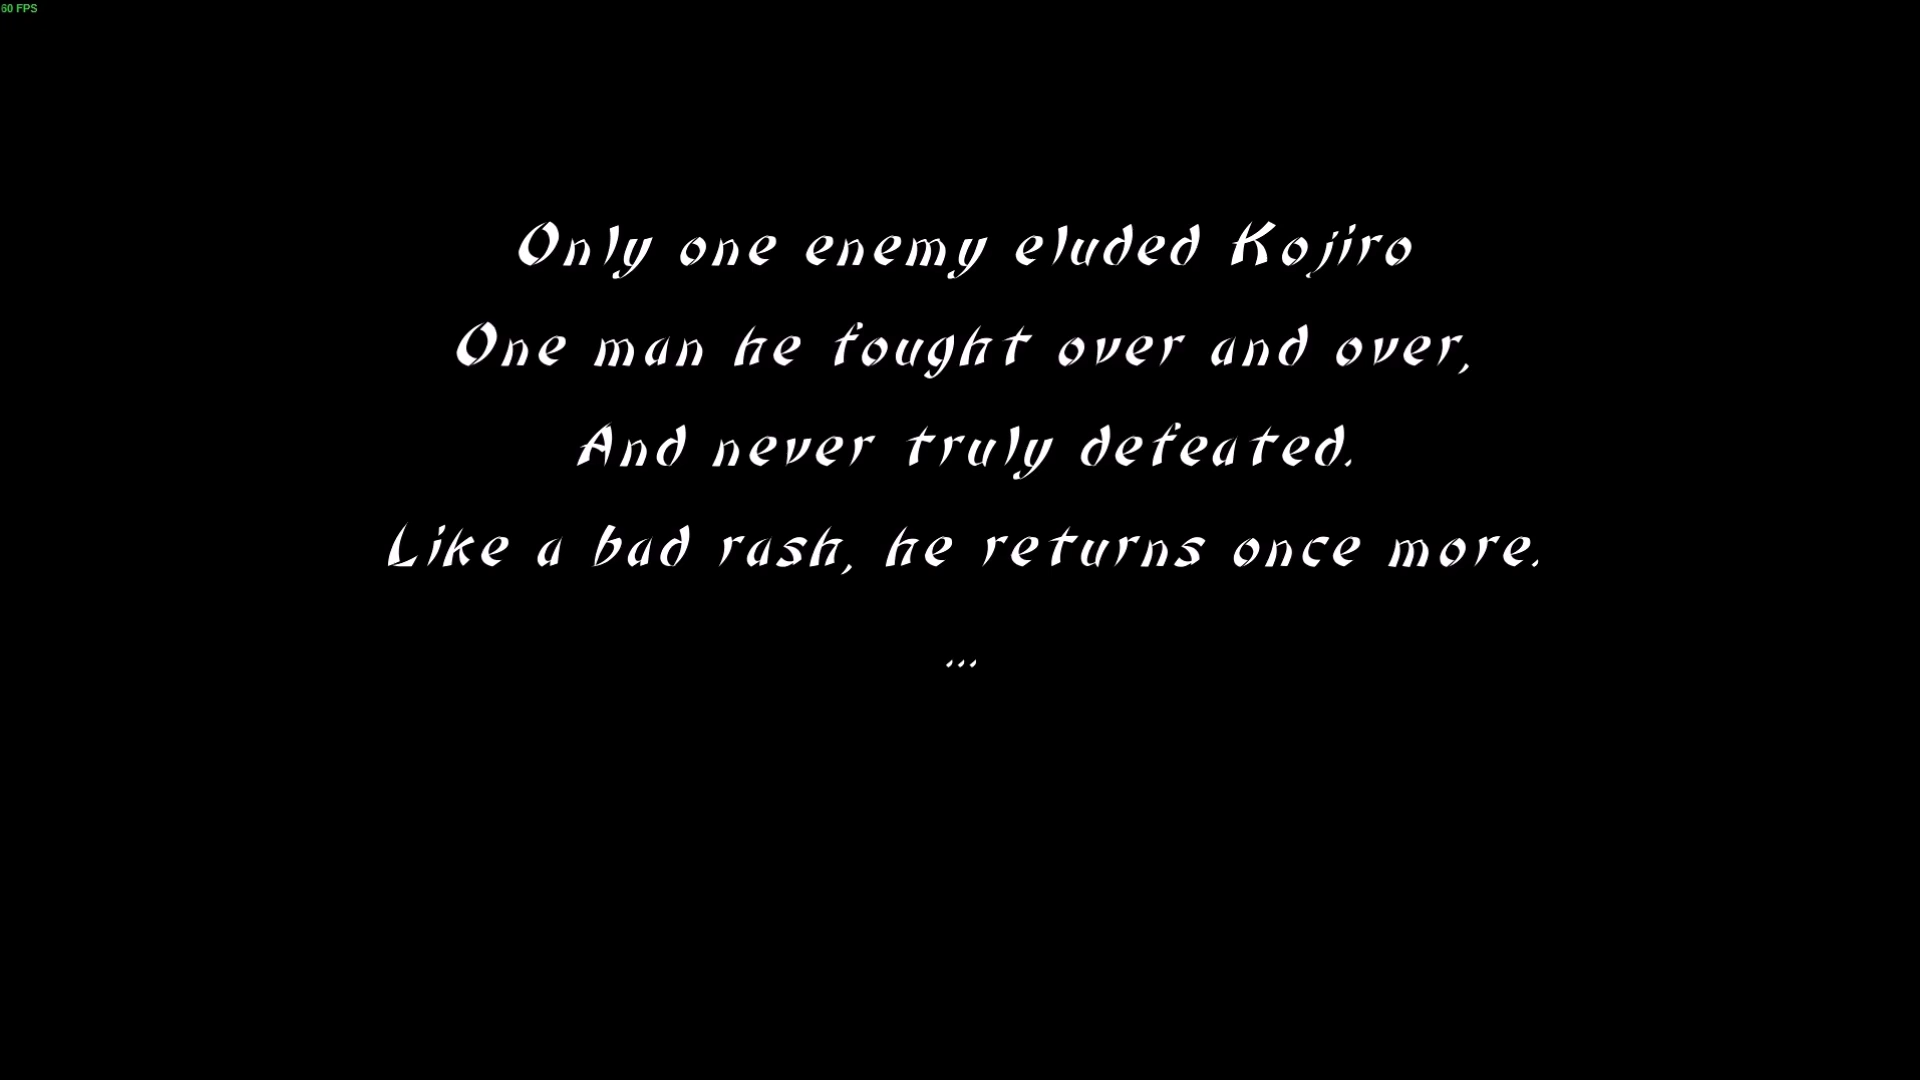 60 FPS
Only one enemy eluded Kojiro
One man he fought over and over,
And never truly defeated.
Like a bad rash, he returns once more.
...